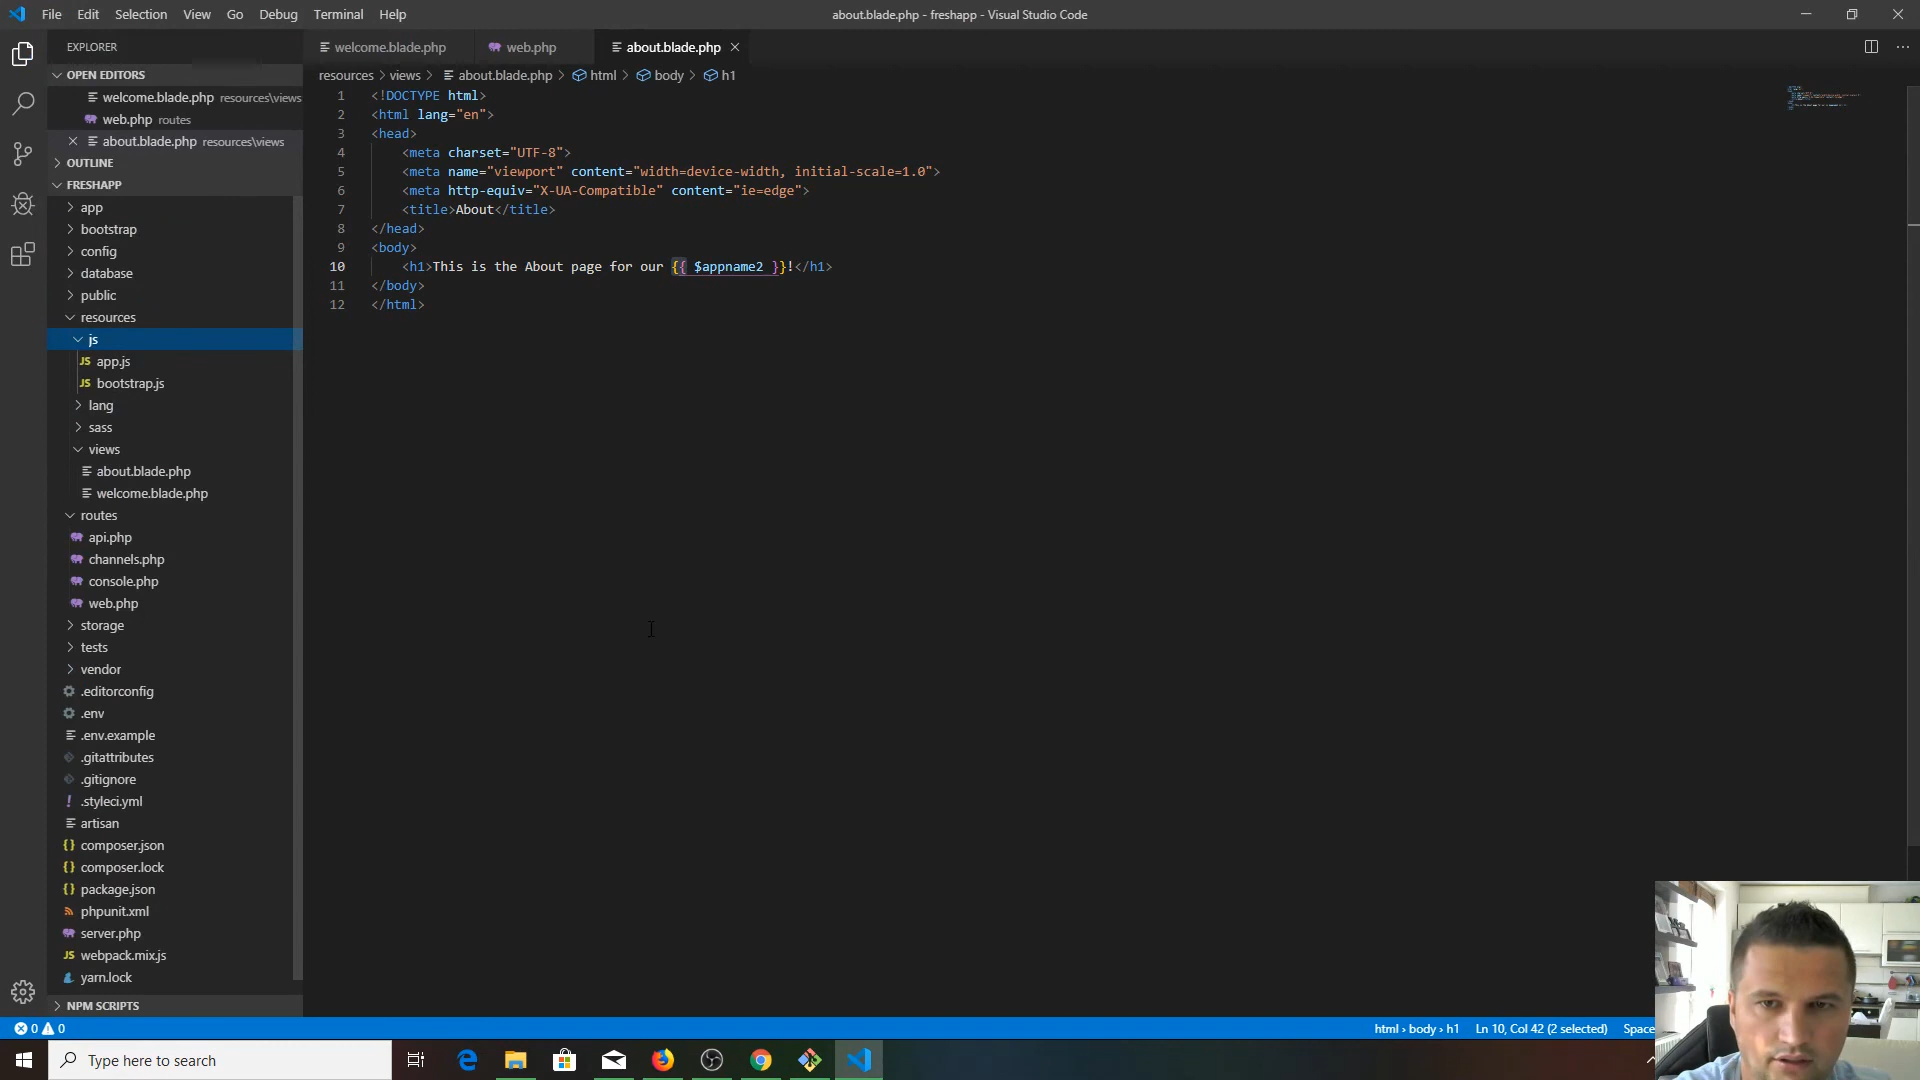 File Edit Selection View Go Debug Terminal Help
about.blade.php - freshapp - Visual Studio Code
EXPLORER
OPEN EDITORS
welcome.blade.php resources\views
web.php routes
about.blade.php resources\views
OUTLINE
FRESHAPP
app
bootstrap
config
database
public
resources
js
JS app.js
JS bootstrap.js
lang
sass
views
about.blade.php
welcome.blade.php
routes
api.php
channels.php
console.php
web.php
storage
tests
vendor
.editorconfig
.env
.env.example
.gitattributes
.gitignore
! .styleci.yml
artisan
{} composer.json
{} composer.lock
{} package.json
phpunit.xml
server.php
JS webpack.mix.js
yarn.lock
NPM SCRIPTS
welcome.blade.php web.php about.blade.php
resources > views > about.blade.php > html > body > h1
1 <!DOCTYPE html>
2 <html lang="en">
3 <head>
4 <meta charset="UTF-8">
5 <meta name="viewport" content="width=device-width, initial-scale=1.0">
6 <meta http-equiv="X-UA-Compatible" content="ie=edge">
7 <title>About</title>
8 </head>
9 <body>
10 <h1>This is the About page for our {{ $appname2 }}!</h1>
11 </body>
12 </html>
0 0
html › body › h1 Ln 10, Col 42 (2 selected)
Type here to search